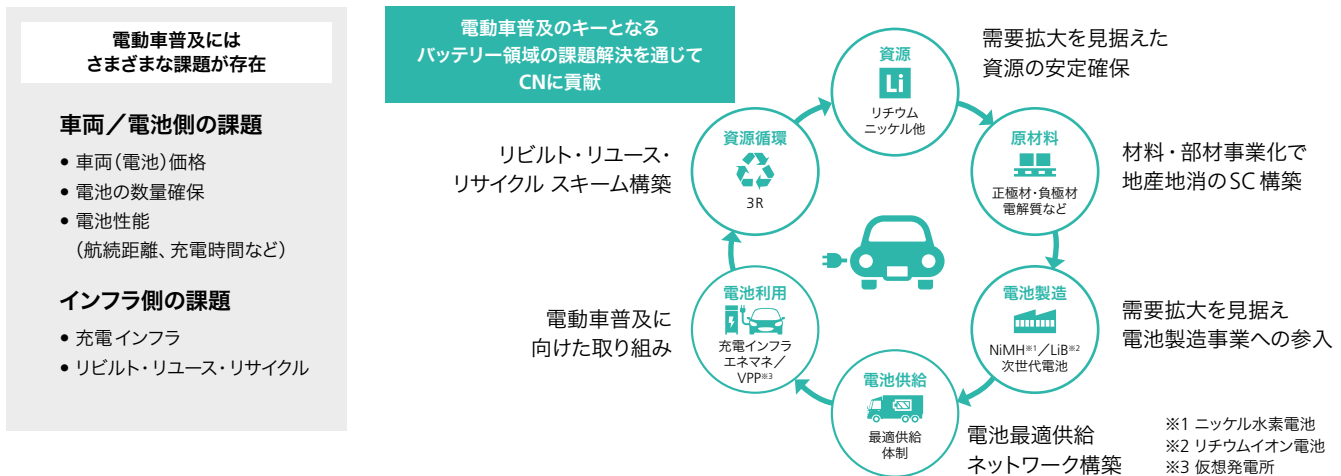 電動車普及には
さまざまな課題が存在
車両／電池側の課題
• 車両(電池)価格
• 電池の数量確保
• 電池性能
（航続距離、充電時間など）
インフラ側の課題
• 充電インフラ
• リビルト・リユース・リサイクル
電動車普及のキーとなる
バッテリー領域の課題解決を通じて
CNに貢献
資源
Li
リチウム
ニッケル他
需要拡大を見据えた
資源の安定確保
原材料
正極材・負極材
電解質など
材料・部材事業化で
地産地消のSC構築
電池製造
NiMH※1／LiB※2
次世代電池
需要拡大を見据え
電池製造事業への参入
電池供給
最適供給
体制
電池最適供給
ネットワーク構築
電池利用
充電インフラ
エネマネ／
VPP※3
電動車普及に
向けた取り組み
資源循環
3R
リビルト・リユース・
リサイクル スキーム構築
※1 ニッケル水素電池
※2 リチウムイオン電池
※3 仮想発電所